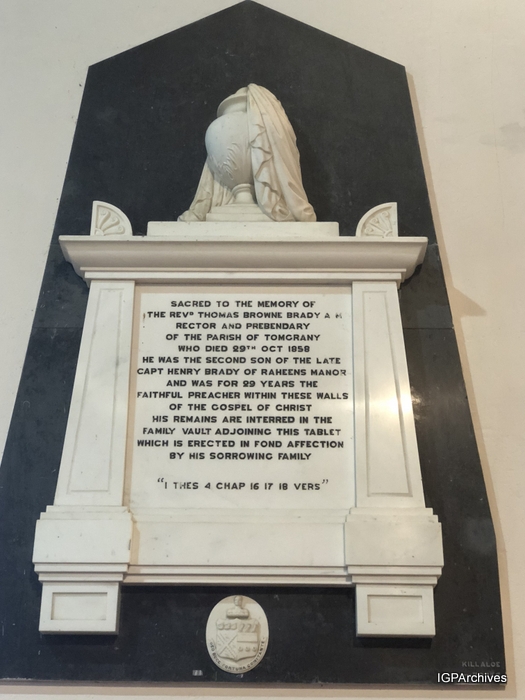 SACRED TO THE MEMORY OF
THE REVD THOMAS BROWNE BRADY A M
RECTOR AND PREBENDARY
OF THE PARISH OF TOMGRANY
WHO DIED 29TH OCT 1858
HE WAS THE SECOND SON OF THE LATE
CAPT HENRY BRADY OF RAHEENS MANOR
AND WAS FOR 29 YEARS THE
FAITHFUL PREACHER WITHIN THESE WALLS
OF THE GOSPEL OF CHRIST
HIS REMAINS ARE INTERRED IN THE
FAMILY VAULT ADJOINING THIS TABLET
WHICH IS ERECTED IN FOND AFFECTION
BY HIS SORROWING FAMILY
"1 THES 4 CHAP 16 17 18 VERS"
KILLALOE
IGPArchives